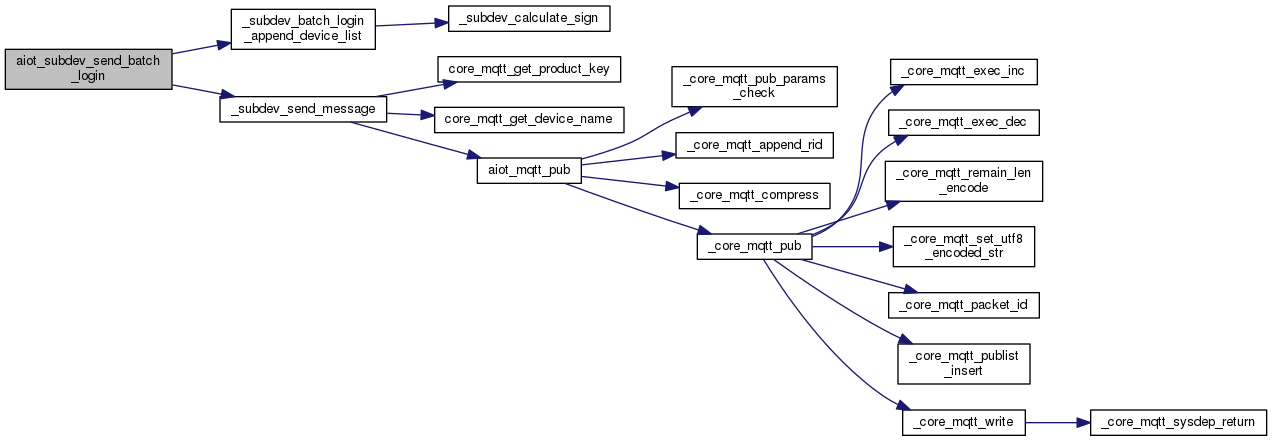 aiot_subdev_send_batch
_login
_subdev_batch_login
_append_device_list
_subdev_calculate_sign
_subdev_send_message
core_mqtt_get_product_key
core_mqtt_get_device_name
aiot_mqtt_pub
_core_mqtt_pub_params
_check
_core_mqtt_append_rid
_core_mqtt_compress
_core_mqtt_pub
_core_mqtt_exec_inc
_core_mqtt_exec_dec
_core_mqtt_remain_len
_encode
_core_mqtt_set_utf8
_encoded_str
_core_mqtt_packet_id
_core_mqtt_publist
_insert
_core_mqtt_write
_core_mqtt_sysdep_return